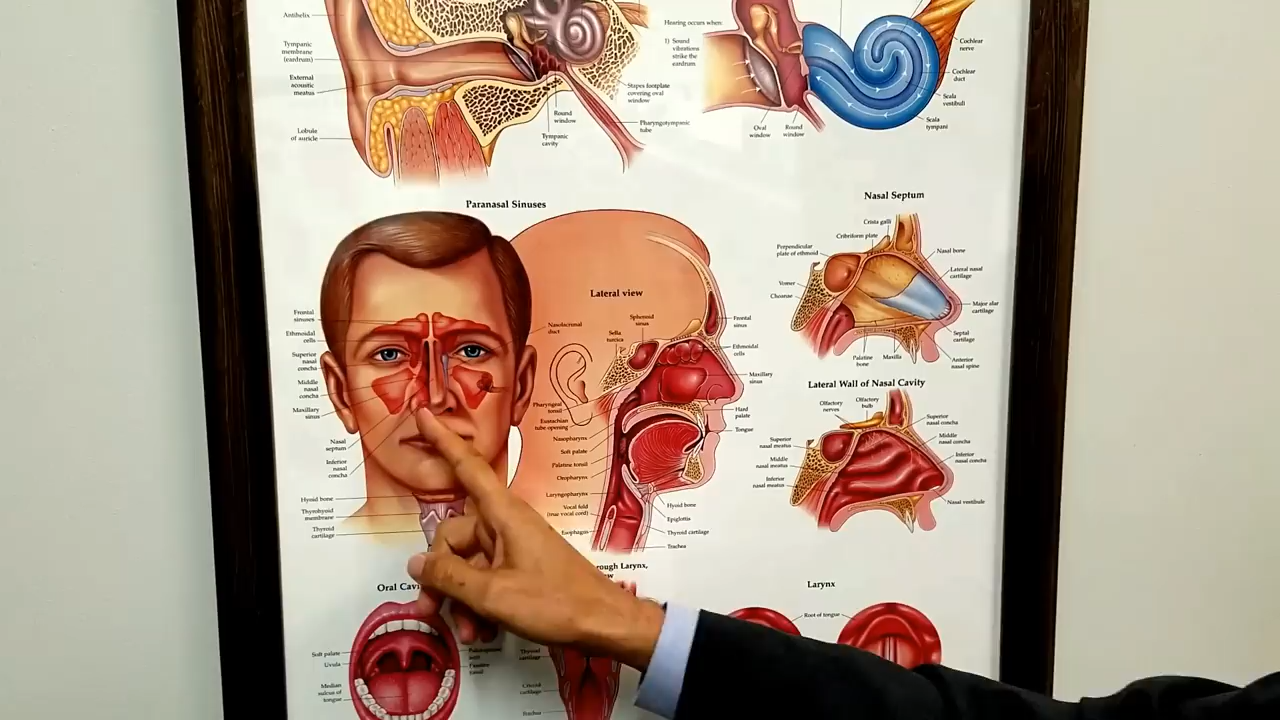 Antihelix
Tympanic
membrane
(eardrum)
External
acoustic
meatus
Lobule
of auricle
Stapes footplate
covering oval
window
Round
window
Pharyngotympanic
tube
Tympanic
cavity
Hearing occurs when:
1) Sound
vibrations
strike the
eardrum
Oval
window
Round
window
Cochlear
nerve
Cochlear
duct
Scala
vestibuli
Scala
tympani
Paranasal Sinuses
Frontal
sinuses
Ethmoidal
cells
Superior
nasal
concha
Middle
nasal
concha
Maxillary
sinus
Nasal
septum
Inferior
nasal
concha
Hyoid bone
Thyrohyoid
membrane
Thyroid
cartilage
Nasolacrimal
duct
Lateral view
Sphenoid
sinus
Sella
turcica
Frontal
sinus
Ethmoidal
cells
Maxillary
sinus
Hard
palate
Tongue
Pharyngeal
tonsil
Eustachian
tube opening
Nasopharynx
Soft palate
Palatine tonsil
Oropharynx
Laryngopharynx
Vocal fold
(true vocal cord)
Esophagus
Hyoid bone
Epiglottis
Thyroid cartilage
Trachea
Nasal Septum
Crista galli
Cribriform plate
Perpendicular
plate of ethmoid
Vomer
Choanae
Nasal bone
Lateral nasal
cartilage
Major alar
cartilage
Septal
cartilage
Anterior
nasal spine
Palatine
bone
Maxilla
Lateral Wall of Nasal Cavity
Olfactory
nerves
Olfactory
bulb
Superior
nasal concha
Middle
nasal concha
Inferior
nasal concha
Superior
nasal meatus
Middle
nasal meatus
Inferior
nasal meatus
Nasal vestibule
Oral
Soft palate
Uvula
Median
sulcus of
tongue
Larynx,
Thyroid
cartilage
Cricoid
cartilage
Trachea
Larynx
Root of tongue